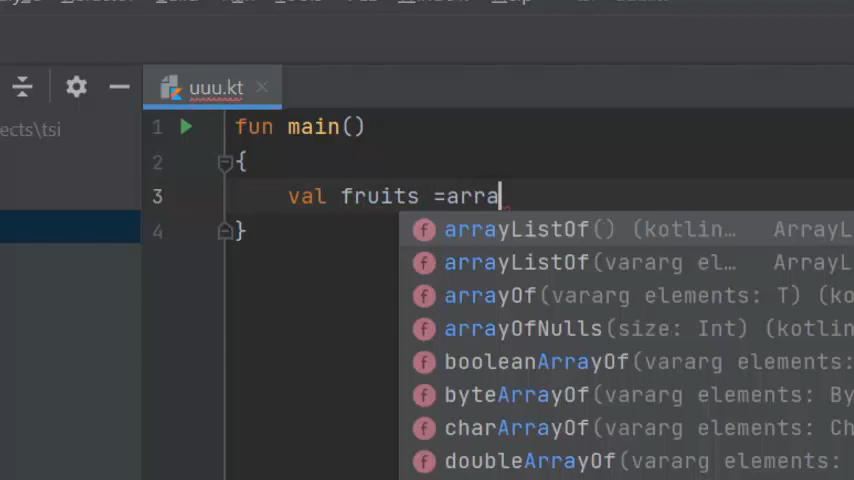 uuu.kt
ects\tsi
1 fun main()
2 {
3 val fruits =arra
4 }
arrayListOf() (kotlin… ArrayL
arrayListOf(vararg el… ArrayL
arrayOf(vararg elements: T) (ko
arrayOfNulls(size: Int) (kotlin
booleanArrayOf(vararg elements:
byteArrayOf(vararg elements: By
charArrayOf(vararg elements: Ch
doubleArrayOf(vararg elements: